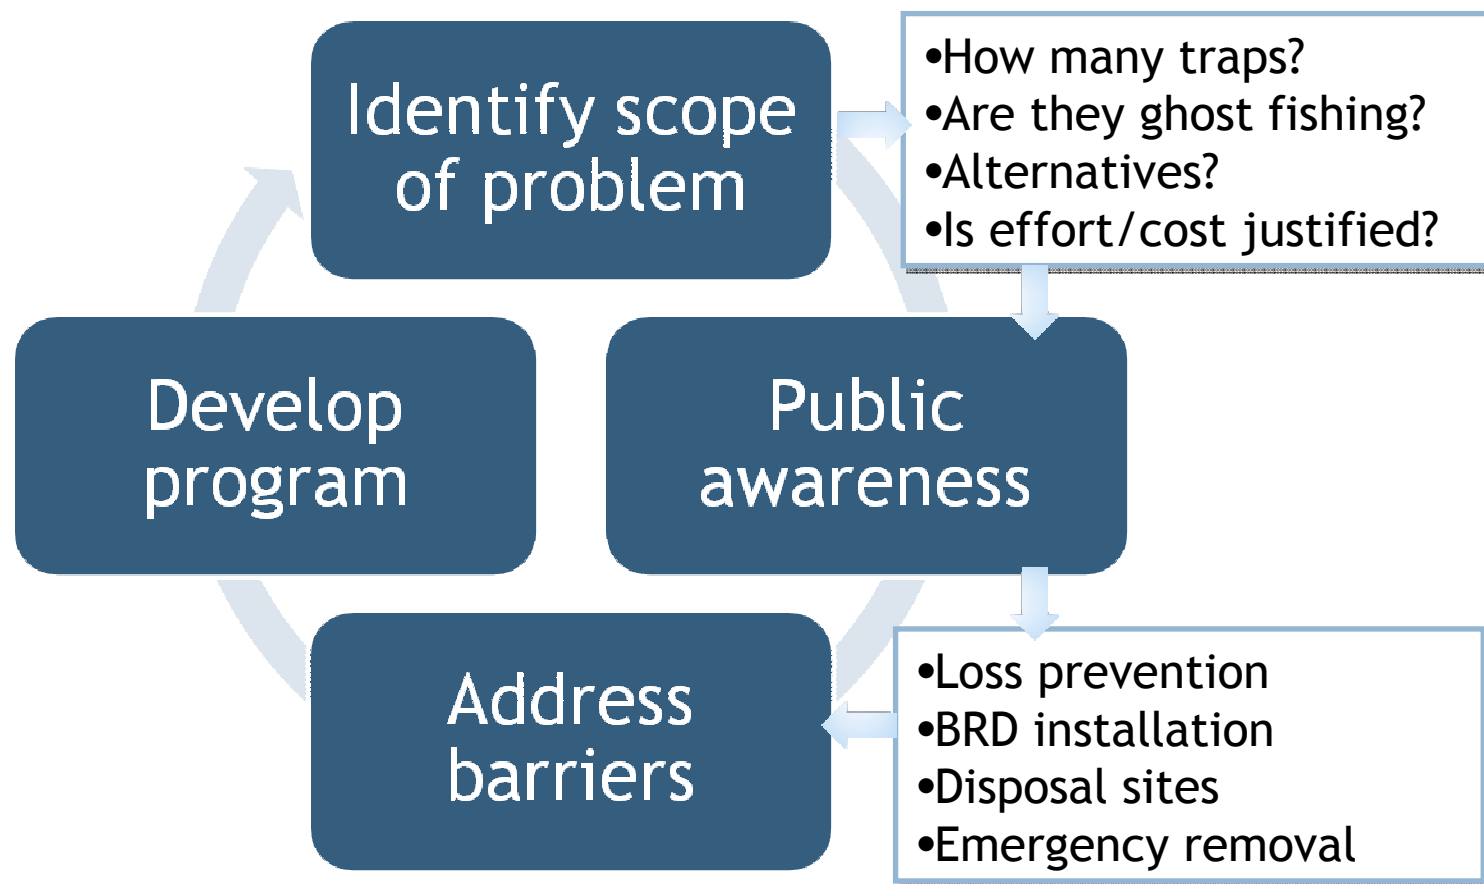 Identify scope
of problem
•How many traps?
•Are they ghost fishing?
•Alternatives?
•Is effort/cost justified?
Public
awareness
•Loss prevention
•BRD installation
•Disposal sites
•Emergency removal
Address
barriers
Develop
program